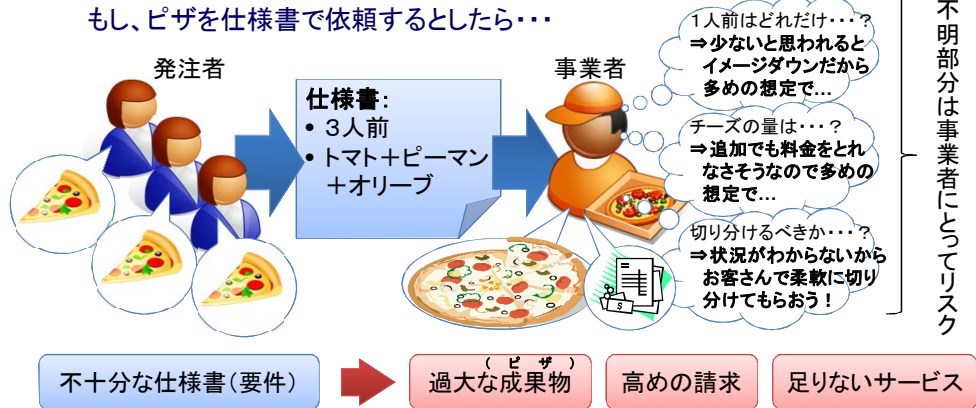 もし、ピザを仕様書で依頼するとしたら・・・
発注者
仕様書：
• ３人前
• トマト＋ピーマン
＋オリーブ
事業者
１人前はどれだけ・・・？
⇒少ないと思われると
イメージダウンだから
多めの想定で…
チーズの量は・・・？
⇒追加でも料金をとれ
なさそうなので多めの
想定で…
切り分けるべきか・・・？
⇒状況がわからないから
お客さんで柔軟に切り
分けてもらおう！
不明部分は事業者にとってリスク
$
不十分な仕様書（要件）
（ピザ）
過大な成果物
高めの請求
足りないサービス